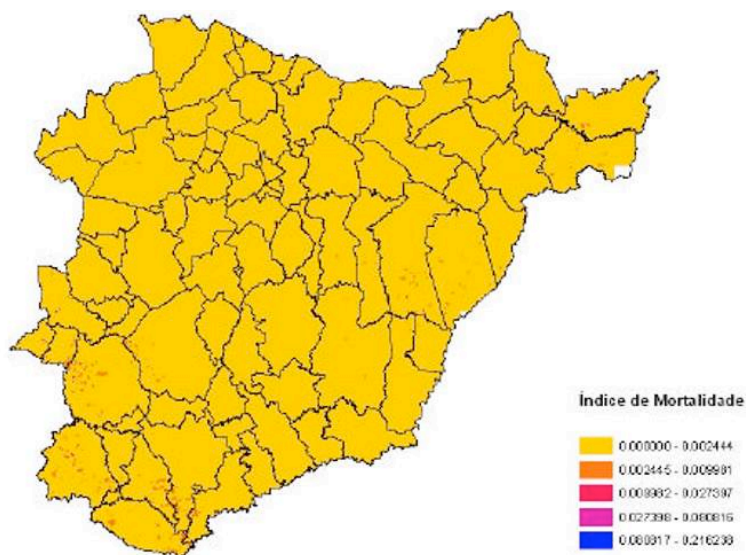 Índice de Mortalidade
0.000000 - 0.002444
0.002445 - 0.009981
0.009982 - 0.027397
0.027398 - 0.080816
0.080817 - 0.216238